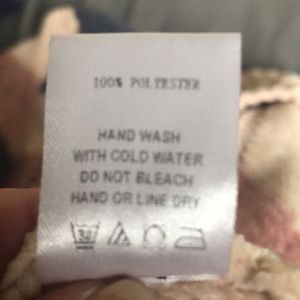 100% POLYESTER
HAND WASH
WITH COLD WATER
DO NOT BLEACH
HAND OR LINE DRY